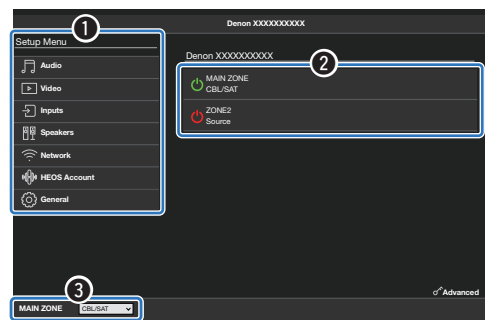 Denon XXXXXXXXXX
1
Setup Menu
Audio
Video
Inputs
Speakers
Network
HEOS Account
General
Denon XXXXXXXXXX
2
MAIN ZONE
CBL/SAT
ZONE2
Source
Advanced
3
MAIN ZONE CBL/SAT